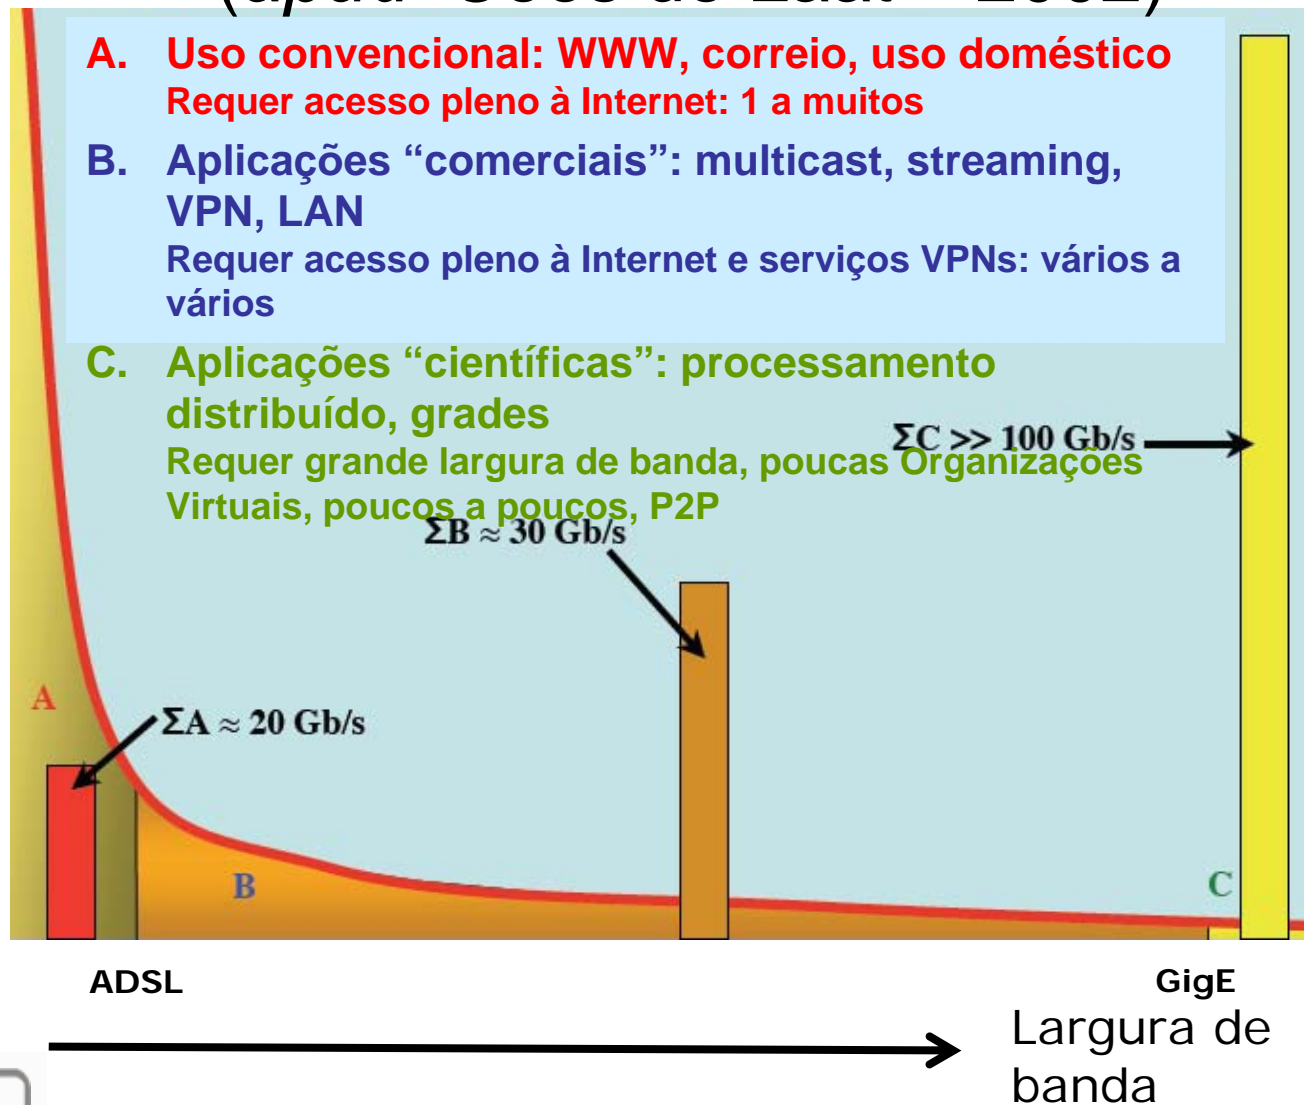 A. Uso convencional: WWW, correio, uso doméstico
Requer acesso pleno à Internet: 1 a muitos
B. Aplicações “comerciais”: multicast, streaming,
VPN, LAN
Requer acesso pleno à Internet e serviços VPNs: vários a
vários
C. Aplicações “científicas”: processamento
distribuído, grades
Requer grande largura de banda, poucas Organizações
Virtuais, poucos a poucos, P2P
ΣC >> 100 Gb/s
ΣB ≈ 30 Gb/s
A
ΣA ≈ 20 Gb/s
B
C
ADSL
GigE
Largura de
banda